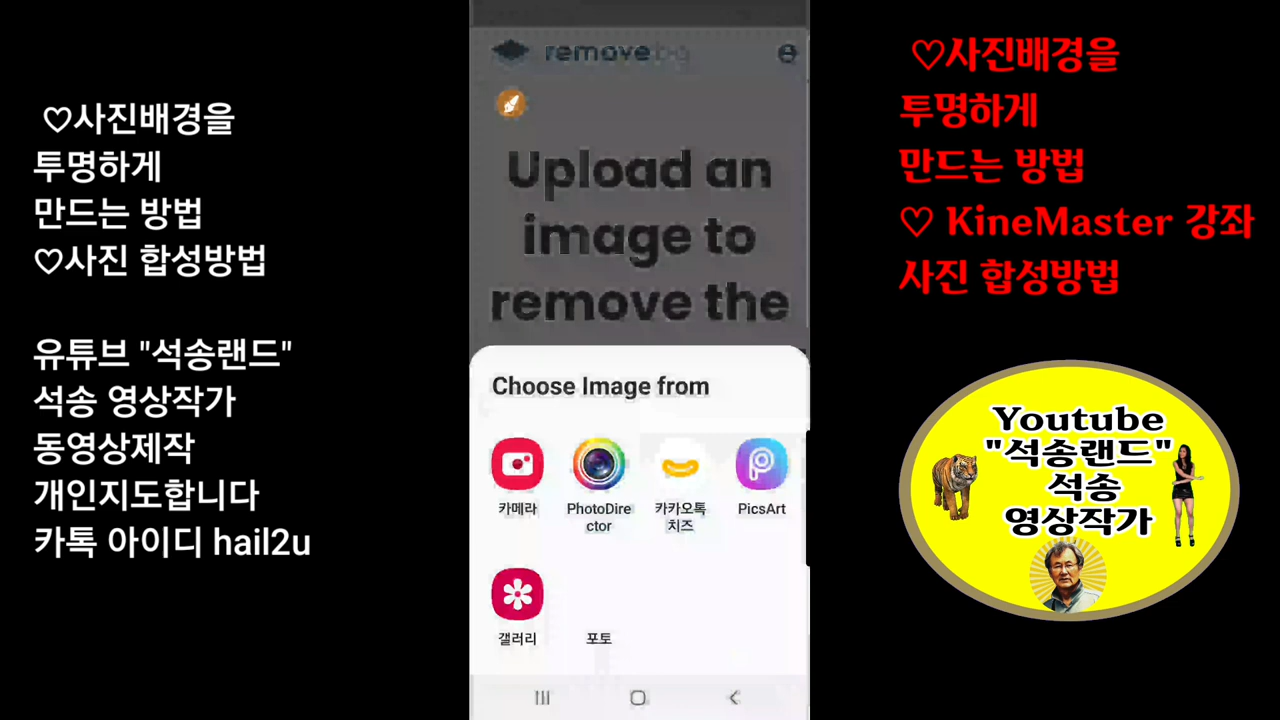 ♡사진배경을
투명하게
만드는 방법
♡사진 합성방법
유튜브 "석송랜드"
석송 영상작가
동영상제작
개인지도합니다
카톡 아이디 hail2u
removebg
Upload an
image to
remove the
Choose Image from
카메라
PhotoDire
ctor
카카오톡
치즈
PicsArt
갤러리
포토
♡사진배경을
투명하게
만드는 방법
♡ KineMaster 강좌
사진 합성방법
Youtube
"석송랜드"
석송
영상작가